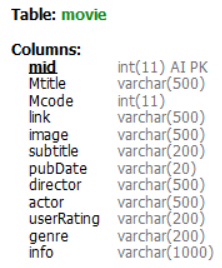 Table: movie
Columns:
mid int(11) AI PK
Mtitle varchar(500)
Mcode int(11)
link varchar(500)
image varchar(500)
subtitle varchar(200)
pubDate varchar(20)
director varchar(500)
actor varchar(500)
userRating varchar(200)
genre varchar(200)
info varchar(1000)